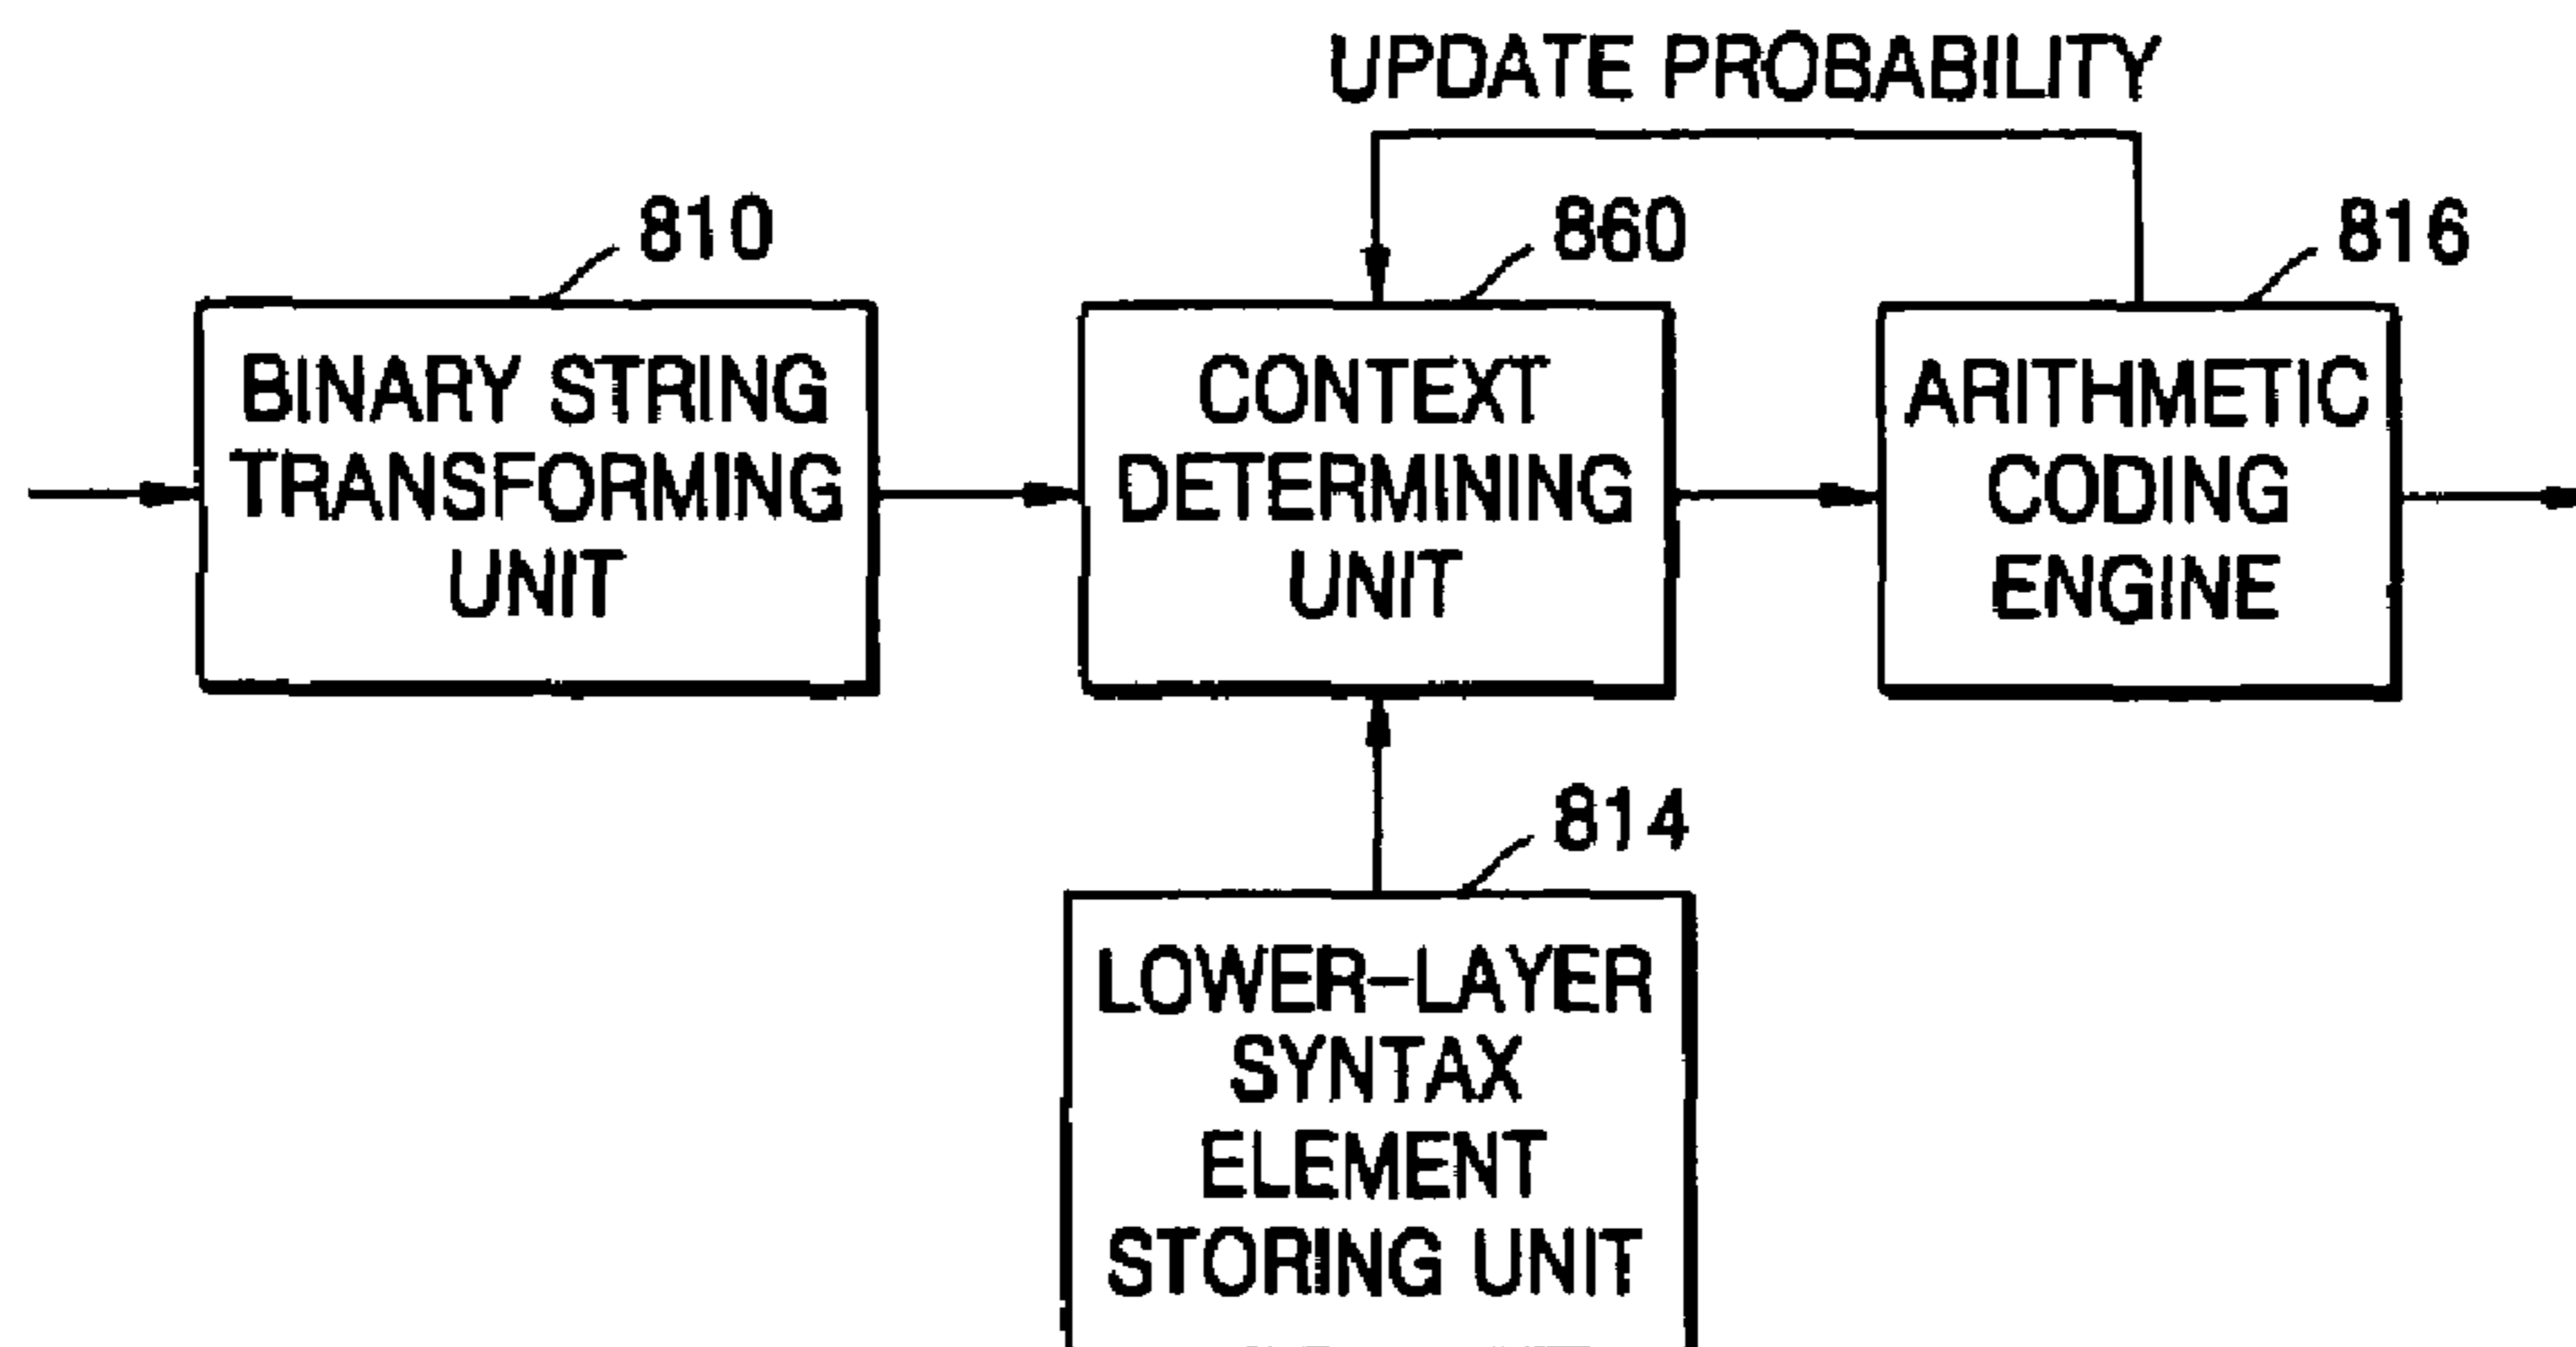 UPDATE PROBABILITY
810
860
816
BINARY STRING
TRANSFORMING
UNIT
CONTEXT
DETERMINING
UNIT
ARITHMETIC
CODING
ENGINE
814
LOWER-LAYER
SYNTAX
ELEMENT
STORING UNIT